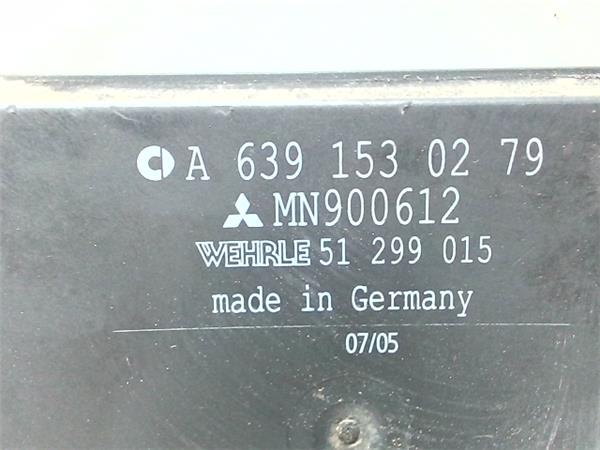 A 639 153 02 79
MN900612
WEHRLE 51 299 015
made in Germany
07/05